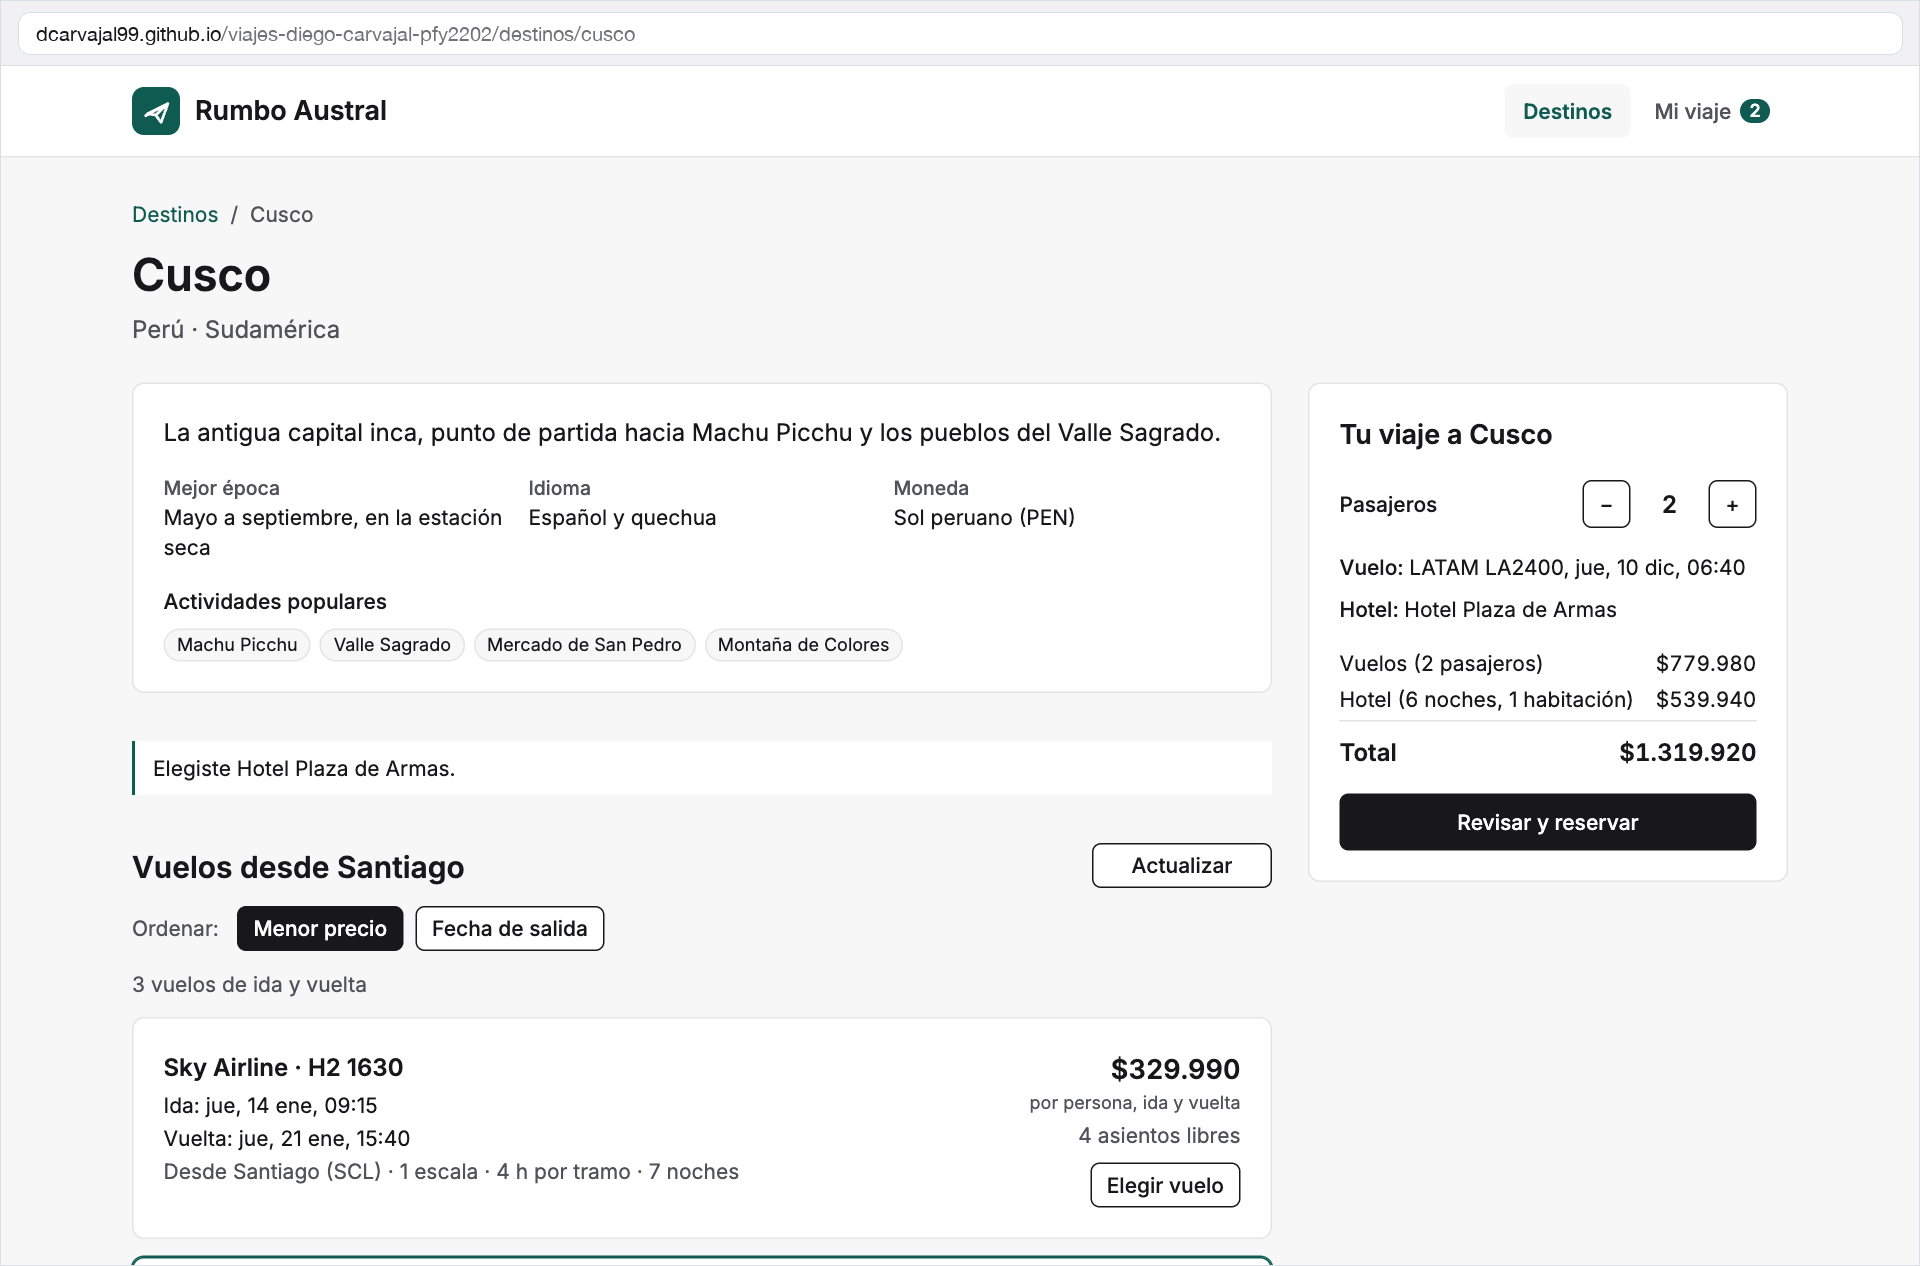 dcarvajal99.github.io/viajes-diego-carvajal-pfy2202/destinos/cusco
Rumbo Austral
Destinos
Mi viaje 2
Destinos / Cusco
Cusco
Perú · Sudamérica
La antigua capital inca, punto de partida hacia Machu Picchu y los pueblos del Valle Sagrado.
Mejor época
Mayo a septiembre, en la estación
seca
Idioma
Español y quechua
Moneda
Sol peruano (PEN)
Actividades populares
Machu Picchu
Valle Sagrado
Mercado de San Pedro
Montaña de Colores
Elegiste Hotel Plaza de Armas.
Vuelos desde Santiago
Actualizar
Ordenar:
Menor precio
Fecha de salida
3 vuelos de ida y vuelta
Sky Airline · H2 1630
Ida: jue, 14 ene, 09:15
Vuelta: jue, 21 ene, 15:40
Desde Santiago (SCL) · 1 escala · 4 h por tramo · 7 noches
$329.990
por persona, ida y vuelta
4 asientos libres
Elegir vuelo
Tu viaje a Cusco
Pasajeros
− 2 +
Vuelo: LATAM LA2400, jue, 10 dic, 06:40
Hotel: Hotel Plaza de Armas
Vuelos (2 pasajeros) $779.980
Hotel (6 noches, 1 habitación) $539.940
Total $1.319.920
Revisar y reservar